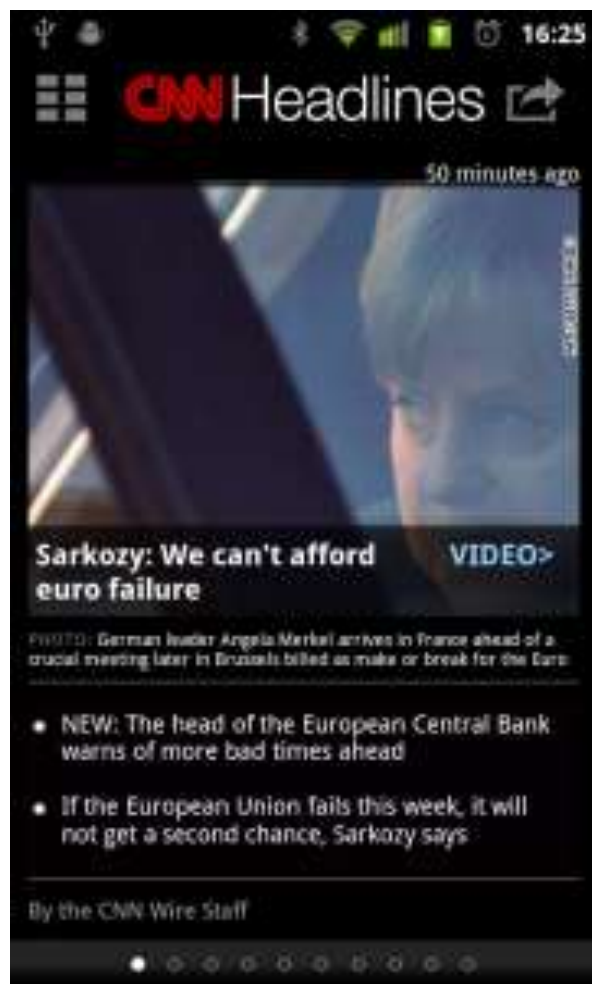 16:25
CNN Headlines
50 minutes ago
Sarkozy: We can't afford
euro failure
VIDEO>
PHOTO: German leader Angela Merkel arrives in France ahead of a
crucial meeting later in Brussels billed as make or break for the Euro
• NEW: The head of the European Central Bank
warns of more bad times ahead
• If the European Union fails this week, it will
not get a second chance, Sarkozy says
By the CNN Wire Staff